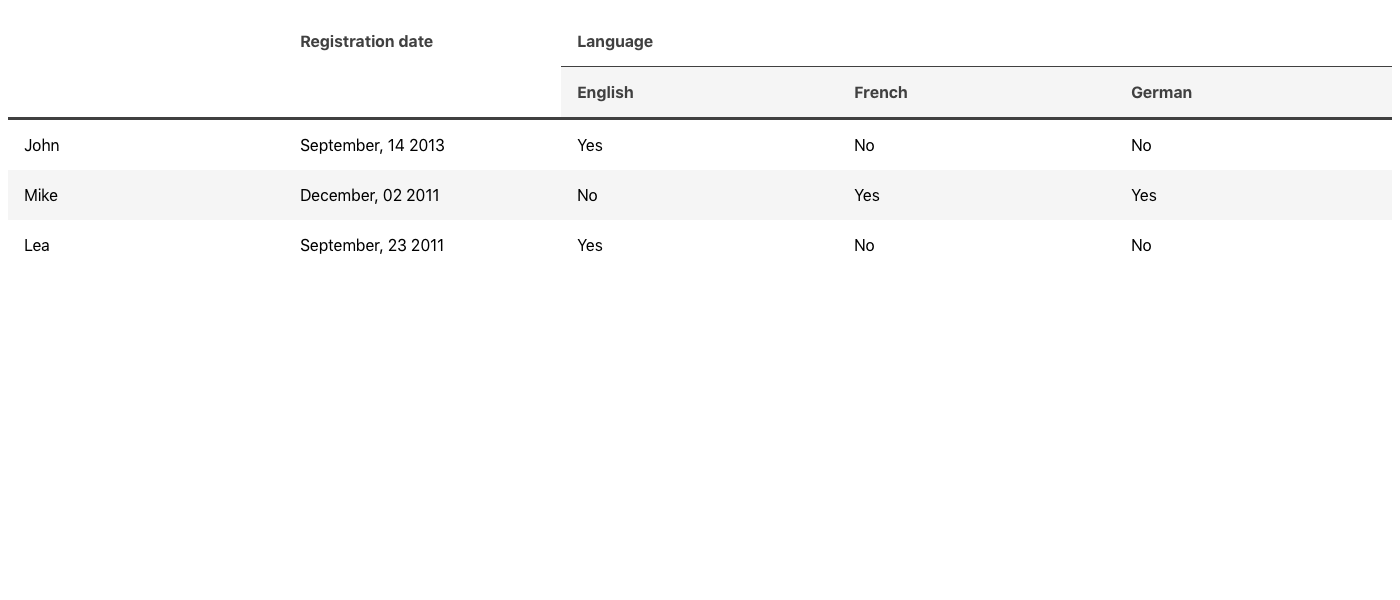 Registration date Language
English French German
John September, 14 2013 Yes No No
Mike December, 02 2011 No Yes Yes
Lea September, 23 2011 Yes No No